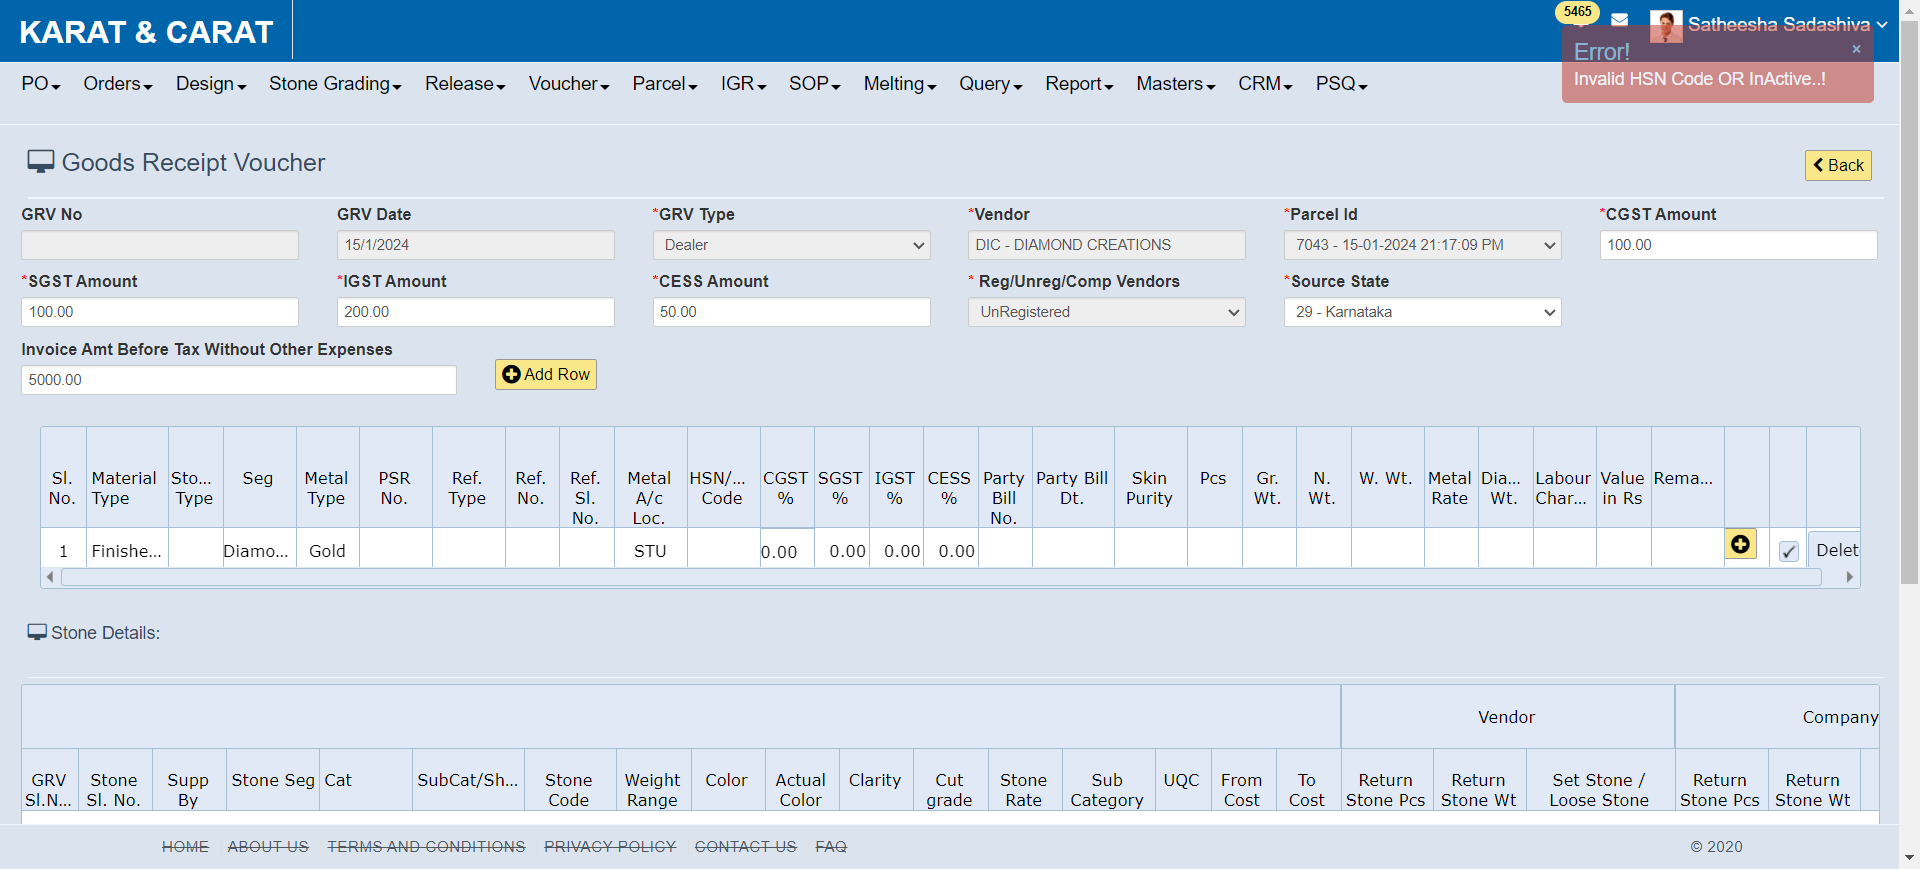 KARAT & CARAT
5465
Satheesha Sadashiva
Error!
×
Invalid HSN Code OR InActive..!
PO Orders Design Stone Grading Release Voucher Parcel IGR SOP Melting Query Report Masters CRM PSQ
Goods Receipt Voucher
Back
GRV No GRV Date *GRV Type *Vendor *Parcel Id *CGST Amount
15/1/2024 Dealer DIC - DIAMOND CREATIONS 7043 - 15-01-2024 21:17:09 PM 100.00
*SGST Amount *IGST Amount *CESS Amount * Reg/Unreg/Comp Vendors *Source State
100.00 200.00 50.00 UnRegistered 29 - Karnataka
Invoice Amt Before Tax Without Other Expenses
5000.00 Add Row
Sl. Material Sto... Seg Metal PSR Ref. Ref. Ref. Metal HSN/... CGST SGST IGST CESS Party Party Bill Skin Pcs Gr. N. W. Wt. Metal Dia... Labour Value Rema...
No. Type Type Type No. Type No. Sl. A/c Code % % % % Bill Dt. Purity Wt. Wt. Rate Wt. Char... in Rs
No. Loc. No.
1 Finishe... Diamo... Gold STU 0.00 0.00 0.00 0.00 Delet
Stone Details:
Vendor Company
GRV Stone Supp Stone Seg Cat SubCat/Sh... Stone Weight Color Actual Clarity Cut Stone Sub UQC From To Return Return Set Stone / Return Return
Sl.N... Sl. No. By Code Range Color grade Rate Category Cost Cost Stone Pcs Stone Wt Loose Stone Stone Pcs Stone Wt
HOME ABOUT US TERMS AND CONDITIONS PRIVACY POLICY CONTACT US FAQ © 2020